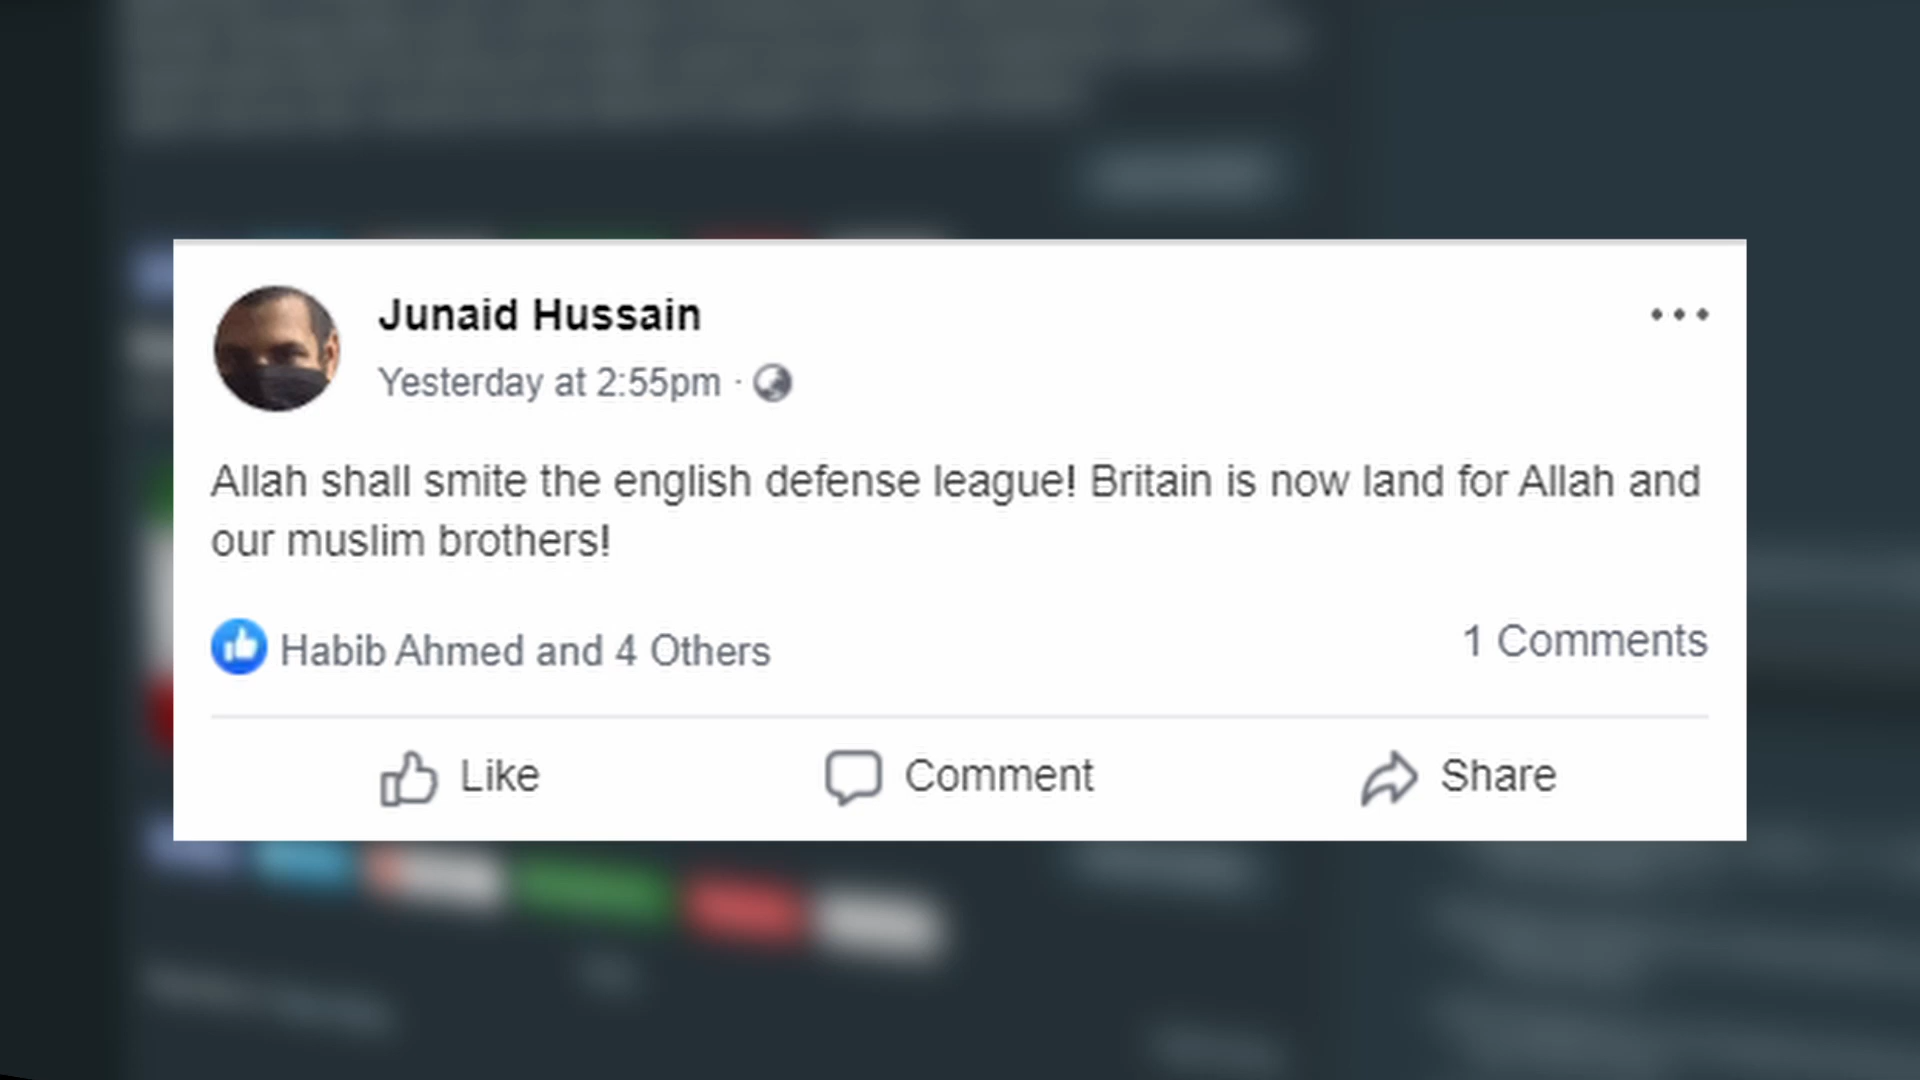 Junaid Hussain
Yesterday at 2:55pm ·
Allah shall smite the english defense league! Britain is now land for Allah and
our muslim brothers!
Habib Ahmed and 4 Others
1 Comments
Like
Comment
Share